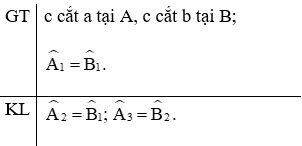 GT c cắt a tại A, c cắt b tại B;
Â₁ = B̂₁.
KL Â₂ = B̂₁; Â₃ = B̂₂.